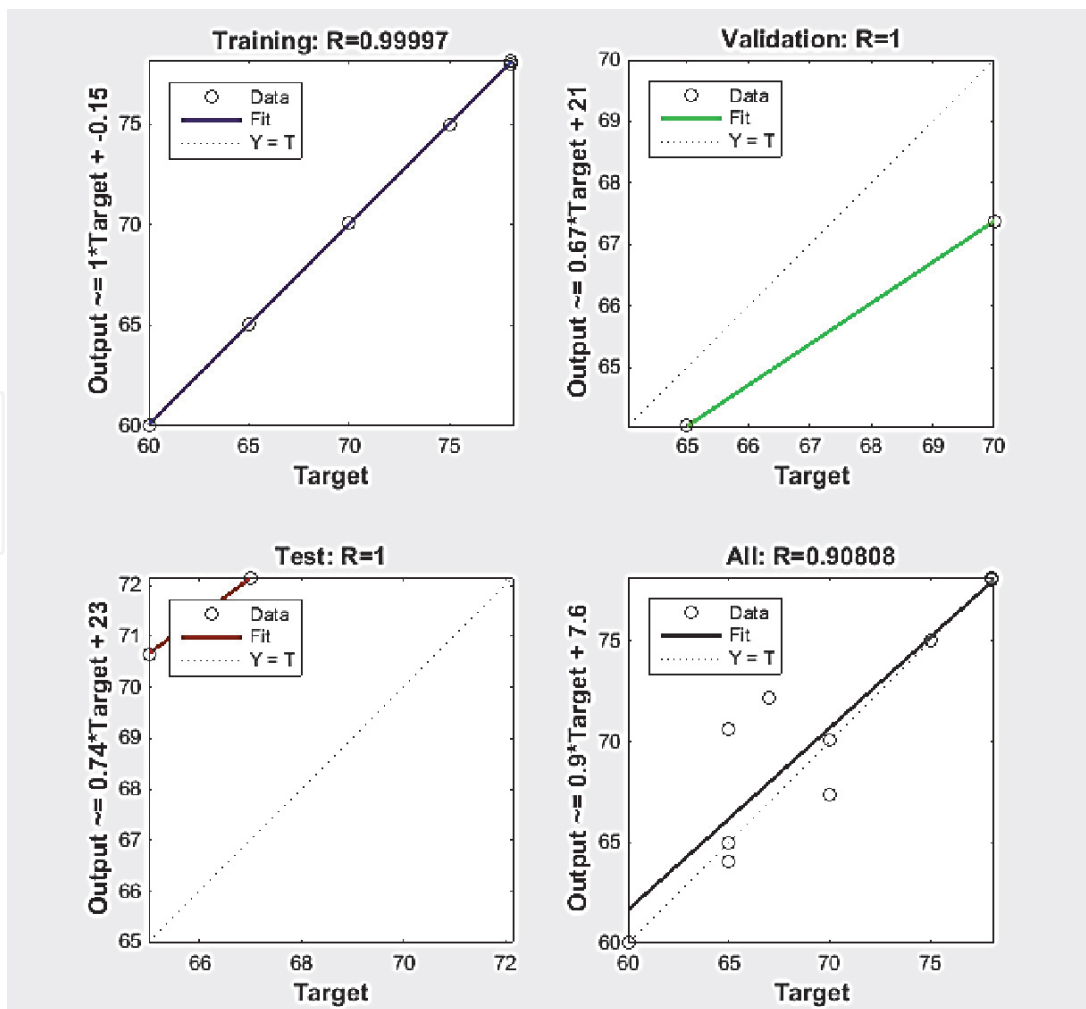 Training: R=0.99997
Output ~= 1*Target + -0.15
Data
Fit
Y = T
75
70
65
60
60 65 70 75
Target
Validation: R=1
Output ~= 0.67*Target + 21
Data
Fit
Y = T
70
69
68
67
66
65
65 66 67 68 69 70
Target
Test: R=1
Output ~= 0.74*Target + 23
Data
Fit
Y = T
72
71
70
69
68
67
66
65
66 68 70 72
Target
All: R=0.90808
Output ~= 0.9*Target + 7.6
Data
Fit
Y = T
75
70
65
60
60 65 70 75
Target